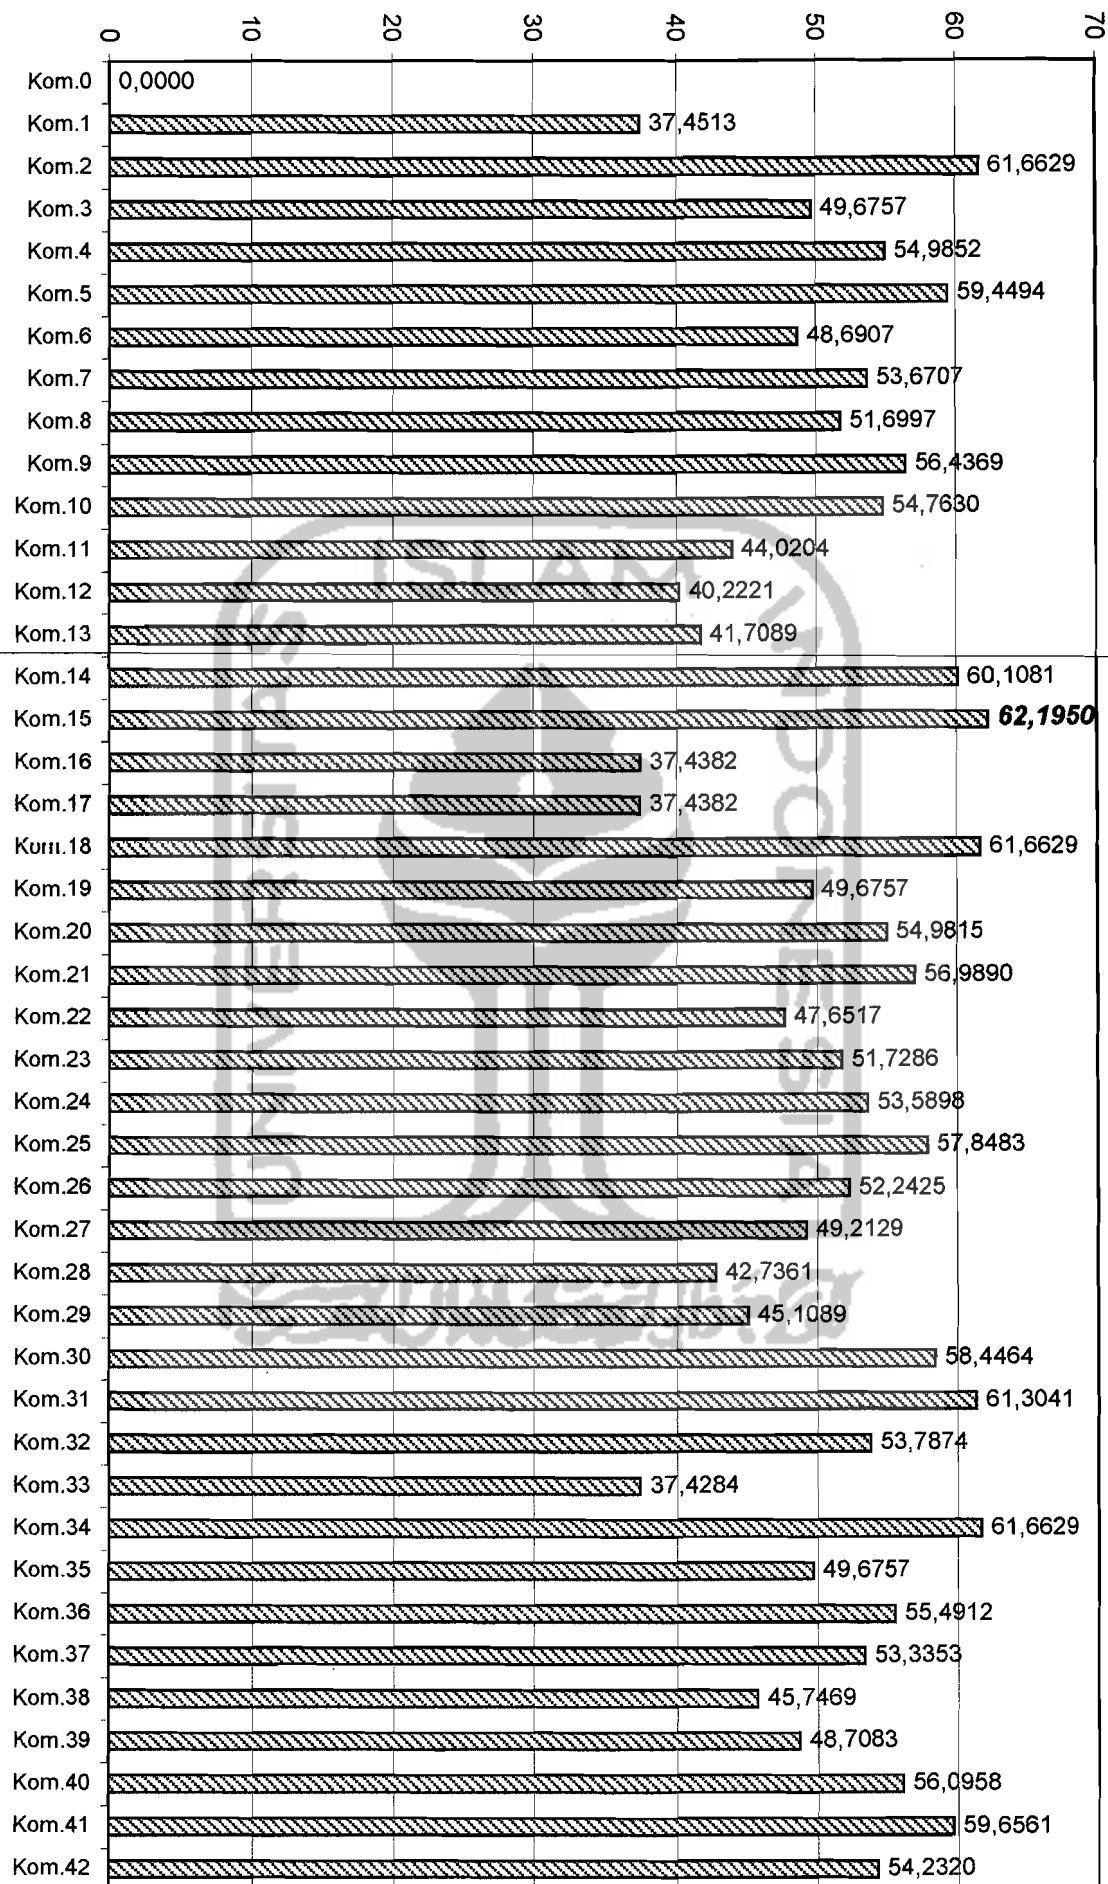 0 10 20 30 40 50 60 70
Kom.0 0,0000
Kom.1 37,4513
Kom.2 61,6629
Kom.3 49,6757
Kom.4 54,9852
Kom.5 59,4494
Kom.6 48,6907
Kom.7 53,6707
Kom.8 51,6997
Kom.9 56,4369
Kom.10 54,7630
Kom.11 44,0204
Kom.12 40,2221
Kom.13 41,7089
Kom.14 60,1081
Kom.15 62,1950
Kom.16 37,4382
Kom.17 37,4382
Kom.18 61,6629
Kom.19 49,6757
Kom.20 54,9815
Kom.21 56,9890
Kom.22 47,6517
Kom.23 51,7286
Kom.24 53,5898
Kom.25 57,8483
Kom.26 52,2425
Kom.27 49,2129
Kom.28 42,7361
Kom.29 45,1089
Kom.30 58,4464
Kom.31 61,3041
Kom.32 53,7874
Kom.33 37,4284
Kom.34 61,6629
Kom.35 49,6757
Kom.36 55,4912
Kom.37 53,3353
Kom.38 45,7469
Kom.39 48,7083
Kom.40 56,0958
Kom.41 59,6561
Kom.42 54,2320
UNIVERSITAS
ISLAM
INDONESIA